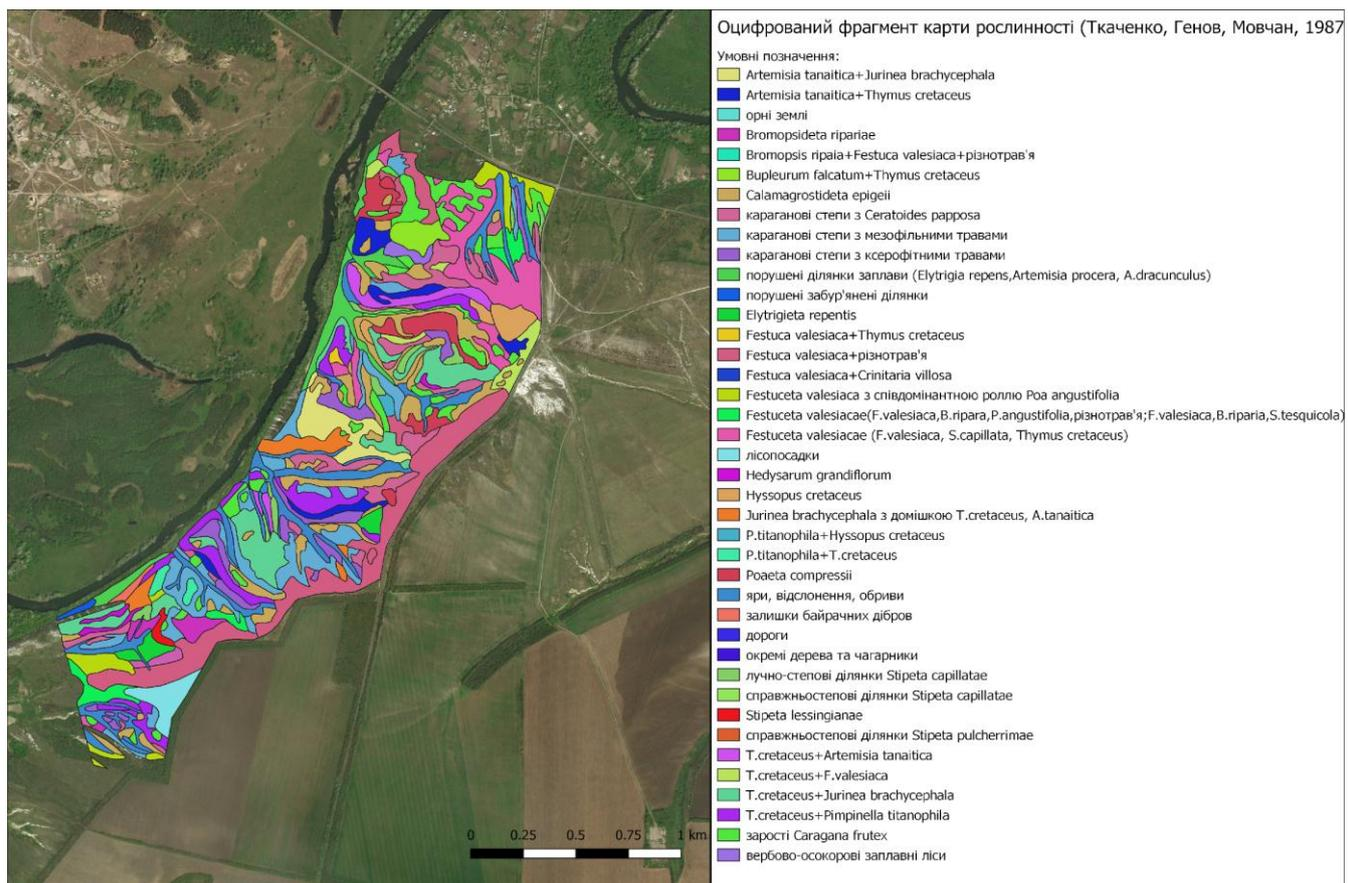 Оцифрований фрагмент карти рослинності (Ткаченко, Генов, Мовчан, 1987
Умовні позначення:
Artemisia tanaitica+Jurinea brachycephala
Artemisia tanaitica+Thymus cretaceus
орні землі
Bromopsideta ripariae
Bromopsis ripaia+Festuca valesiaca+різнотрав'я
Bupleurum falcatum+Thymus cretaceus
Calamagrostideta epigeii
караганові степи з Ceratoides papposa
караганові степи з мезофільними травами
караганові степи з ксерофітними травами
порушені ділянки заплави (Elytrigia repens,Artemisia procera, A.dracunculus)
порушені забур'янені ділянки
Elytrigieta repentis
Festuca valesiaca+Thymus cretaceus
Festuca valesiaca+різнотрав'я
Festuca valesiaca+Crinitaria villosa
Festuceta valesiaca з співдомінантною роллю Poa angustifolia
Festuceta valesiacae(F.valesiaca,B.ripara,P.angustifolia,різнотрав'я;F.valesiaca,B.riparia,S.tesquicola)
Festuceta valesiacae (F.valesiaca, S.capillata, Thymus cretaceus)
лісопосадки
Hedysarum grandiflorum
Hyssopus cretaceus
Jurinea brachycephala з домішкою T.cretaceus, A.tanaitica
P.titanophila+Hyssopus cretaceus
P.titanophila+T.cretaceus
Poaeta compressii
яри, відслонення, обриви
залишки байрачних дібров
дороги
окремі дерева та чагарники
лучно-степові ділянки Stipeta capillatae
справжньостепові ділянки Stipeta capillatae
Stipeta lessingianae
справжньостепові ділянки Stipeta pulcherrimae
T.cretaceus+Artemisia tanaitica
T.cretaceus+F.valesiaca
T.cretaceus+Jurinea brachycephala
T.cretaceus+Pimpinella titanophila
зарості Caragana frutex
вербово-осокорові заплавні ліси
0 0.25 0.5 0.75 1 km